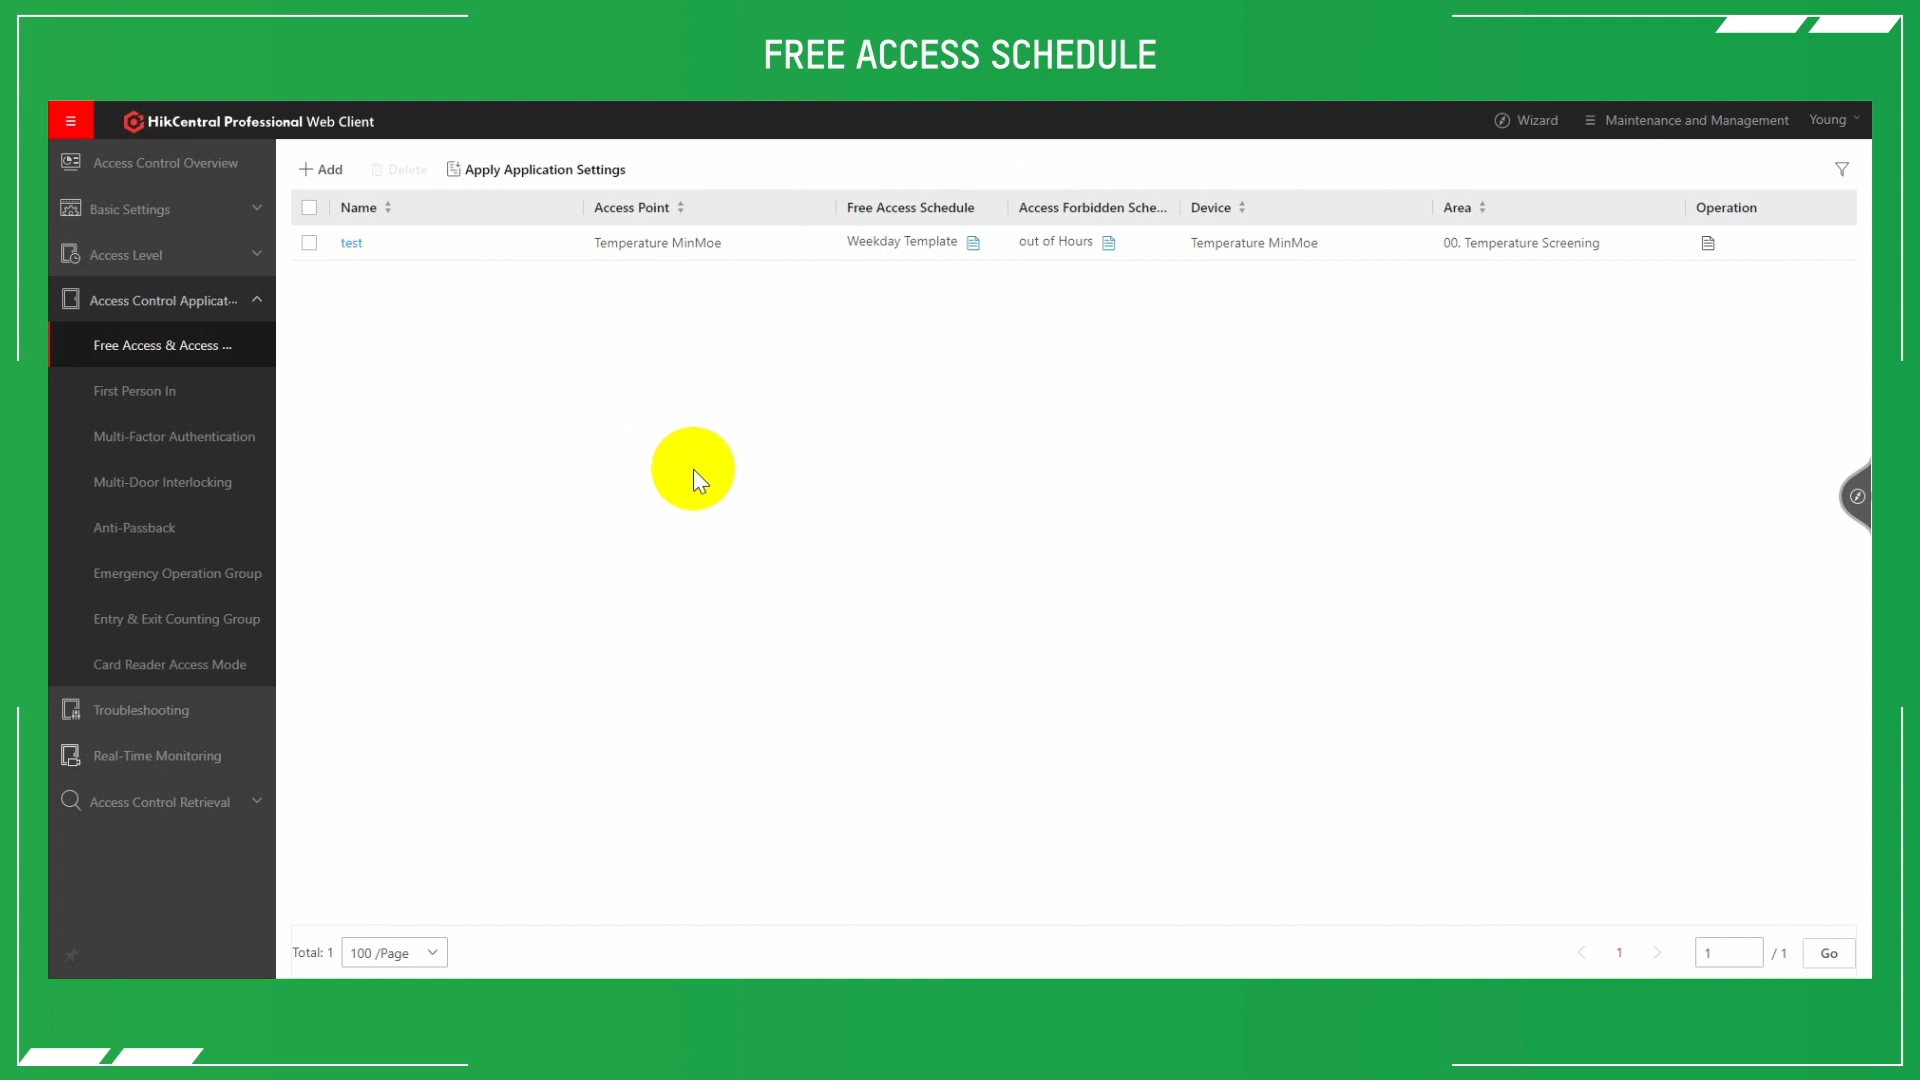 FREE ACCESS SCHEDULE
HikCentral Professional Web Client
Wizard
Maintenance and Management
Young
Access Control Overview
Basic Settings
Access Level
Access Control Applicat...
Free Access & Access ...
First Person In
Multi-Factor Authentication
Multi-Door Interlocking
Anti-Passback
Emergency Operation Group
Entry & Exit Counting Group
Card Reader Access Mode
Troubleshooting
Real-Time Monitoring
Access Control Retrieval
Add Delete Apply Application Settings
Name Access Point Free Access Schedule Access Forbidden Sche... Device Area Operation
test Temperature MinMoe Weekday Template out of Hours Temperature MinMoe 00. Temperature Screening
Total: 1 100 /Page 1 1 / 1 Go